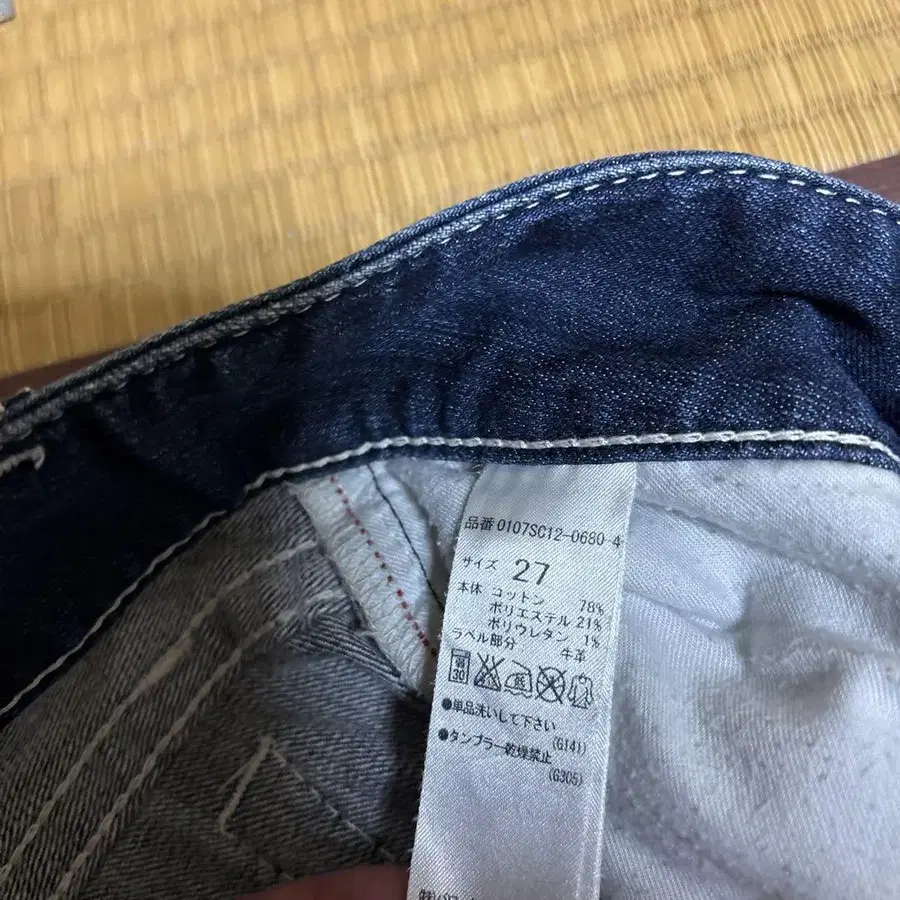 品番 0107SC12-0680-4
サイズ 27
本体 コットン 78%
ポリエステル 21%
ポリウレタン 1%
ラベル部分 牛革
弱 30
●単品洗いして下さい
(G141)
●タンブラー乾燥禁止
(G305)